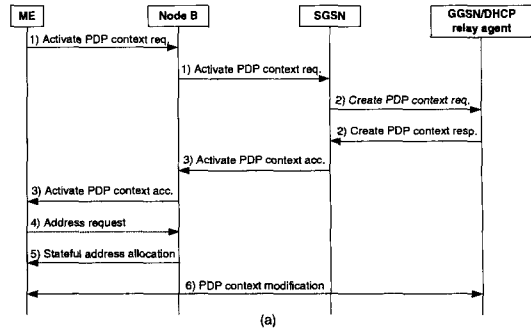 ME
Node B
SGSN
GGSN/DHCP
relay agent
1) Activate PDP context req.
1) Activate PDP context req.
2) Create PDP context req.
2) Create PDP context resp.
3) Activate PDP context acc.
3) Activate PDP context acc.
4) Address request
5) Stateful address allocation
6) PDP context modification
(a)